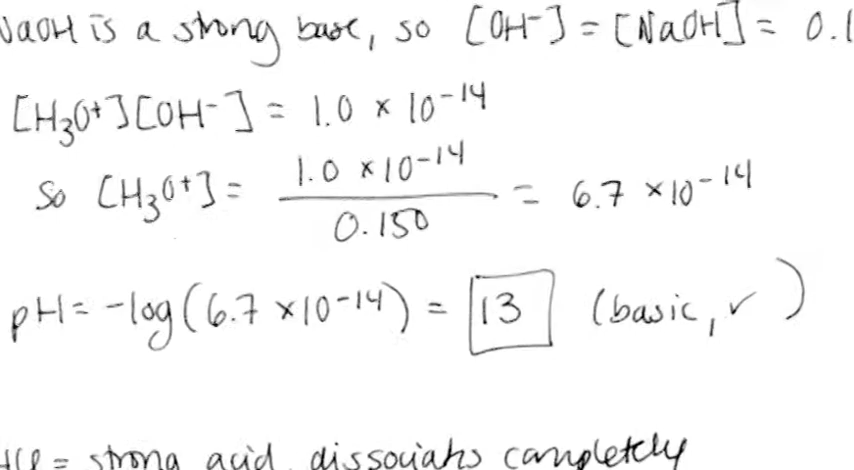 NaOH is a strong base, so [OH⁻] = [NaOH] = 0.1
[H₃O⁺][OH⁻] = 1.0 × 10⁻¹⁴
so [H₃O⁺] = 1.0 × 10⁻¹⁴ / 0.150 = 6.7 × 10⁻¹⁴
pH = -log(6.7 × 10⁻¹⁴) = 13 (basic, ✓)
HCl = strong acid, dissociates completely